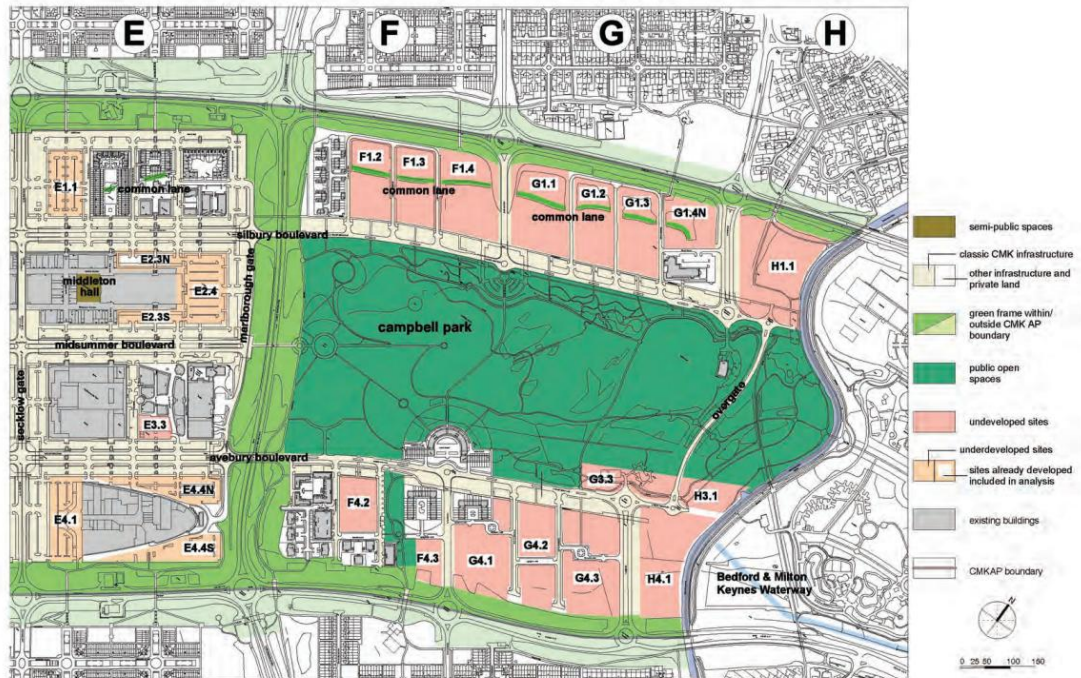 E
F
G
H
F1.2
F1.3
F1.4
common lane
G1.1
G1.2
G1.3
G1.4N
common lane
E1.1
common lane
silbury boulevard
H1.1
E2.3N
middleton
hall
E2.4
E2.3S
marlborough gate
midsummer boulevard
campbell park
secklow gate
overgate
E3.3
avebury boulevard
G3.3
H3.1
E4.4N
E4.1
E4.4S
F4.2
F4.3
G4.1
G4.2
G4.3
H4.1
Bedford & Milton
Keynes Waterway
semi-public spaces
classic CMK infrastructure
other infrastructure and
private land
green frame within/
outside CMK AP
boundary
public open
spaces
undeveloped sites
underdeveloped sites
sites already developed
included in analysis
existing buildings
CMKAP boundary
N
0 25 50 100 150